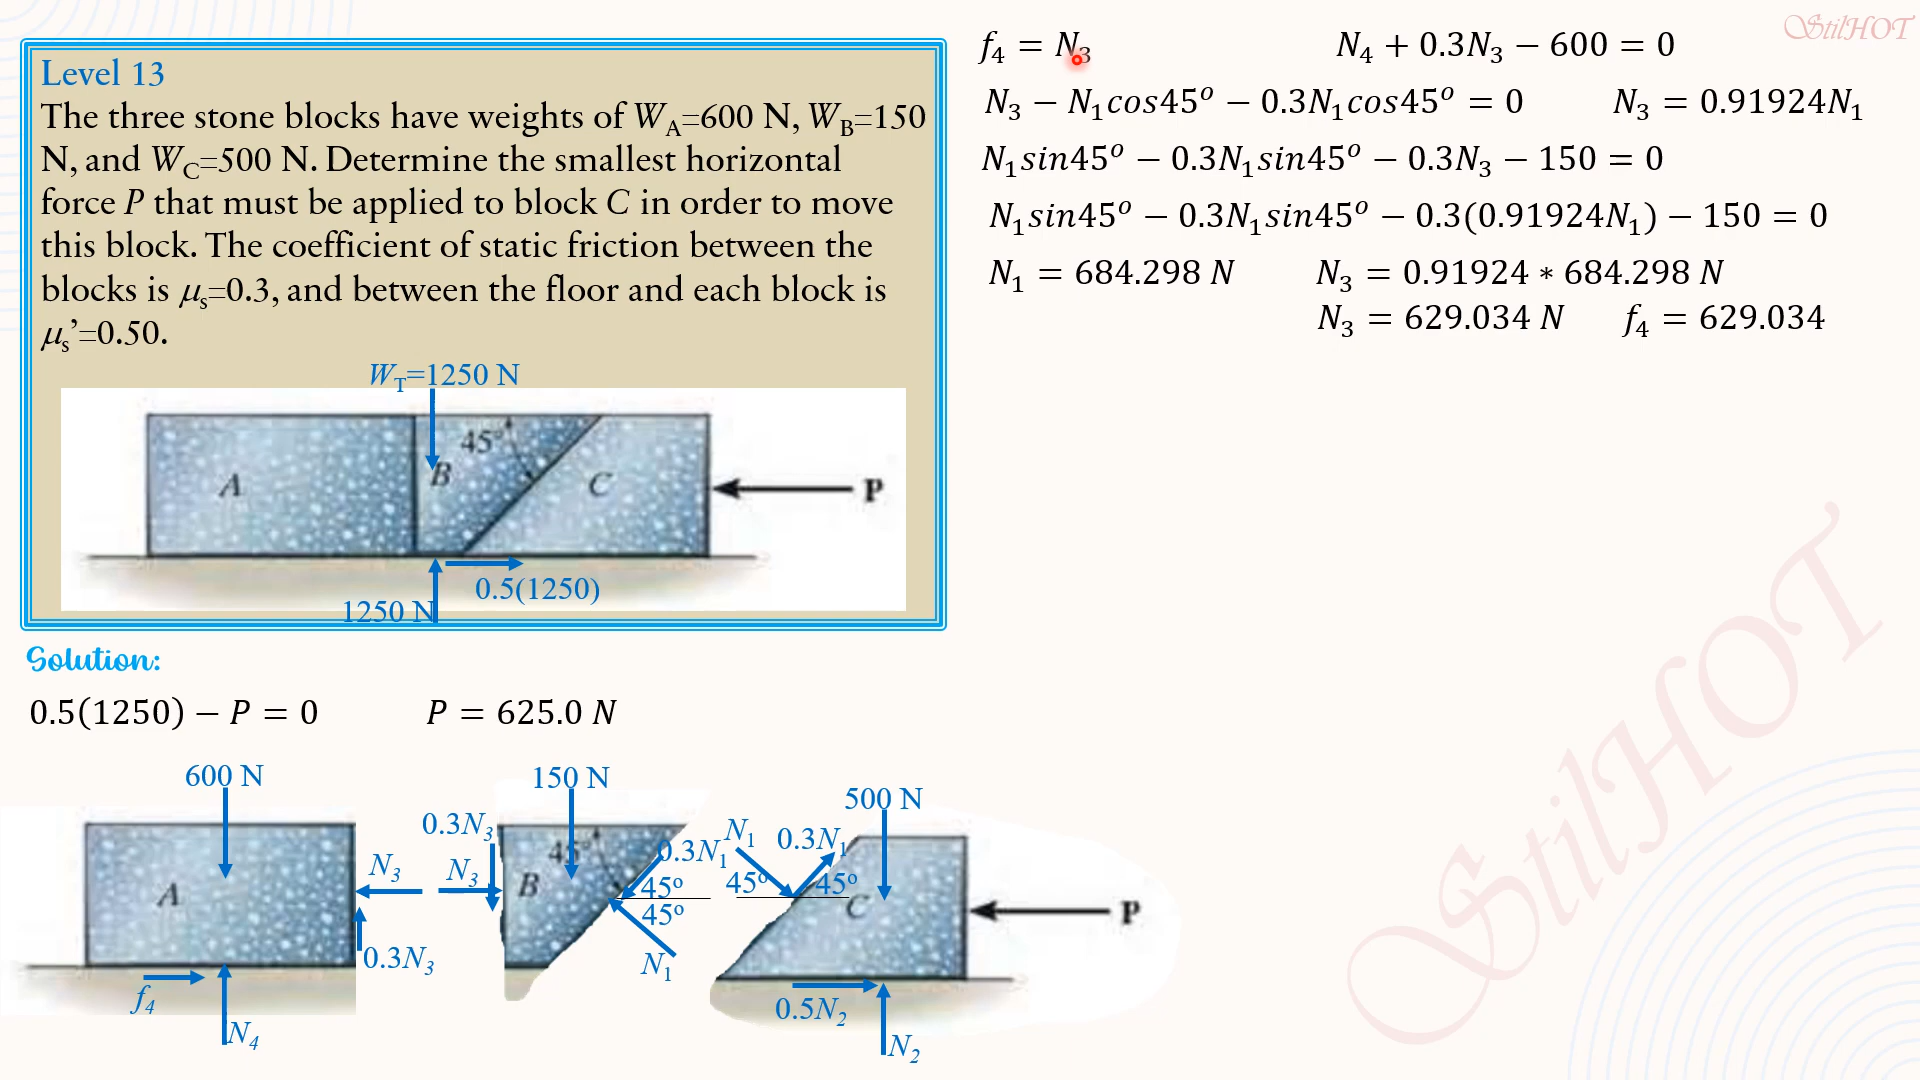 StilHOT
Level 13
The three stone blocks have weights of W_A=600 N, W_B=150
N, and W_C=500 N. Determine the smallest horizontal
force P that must be applied to block C in order to move
this block. The coefficient of static friction between the
blocks is μ_s=0.3, and between the floor and each block is
μ_s’=0.50.
W_T=1250 N
45°
A
B
C
P
0.5(1250)
1250 N
Solution:
0.5(1250) − P = 0
P = 625.0 N
600 N
A
N_3
0.3N_3
f_4
N_4
150 N
0.3N_3
N_3
45°
B
0.3N_1
45º
45º
N_1
500 N
N_1
0.3N_1
45º
45º
C
P
0.5N_2
N_2
f_4 = N_3
N_4 + 0.3N_3 − 600 = 0
N_3 − N_1cos45^o − 0.3N_1cos45^o = 0
N_3 = 0.91924N_1
N_1sin45^o − 0.3N_1sin45^o − 0.3N_3 − 150 = 0
N_1sin45^o − 0.3N_1sin45^o − 0.3(0.91924N_1) − 150 = 0
N_1 = 684.298 N
N_3 = 0.91924 ∗ 684.298 N
N_3 = 629.034 N
f_4 = 629.034
StilHOT